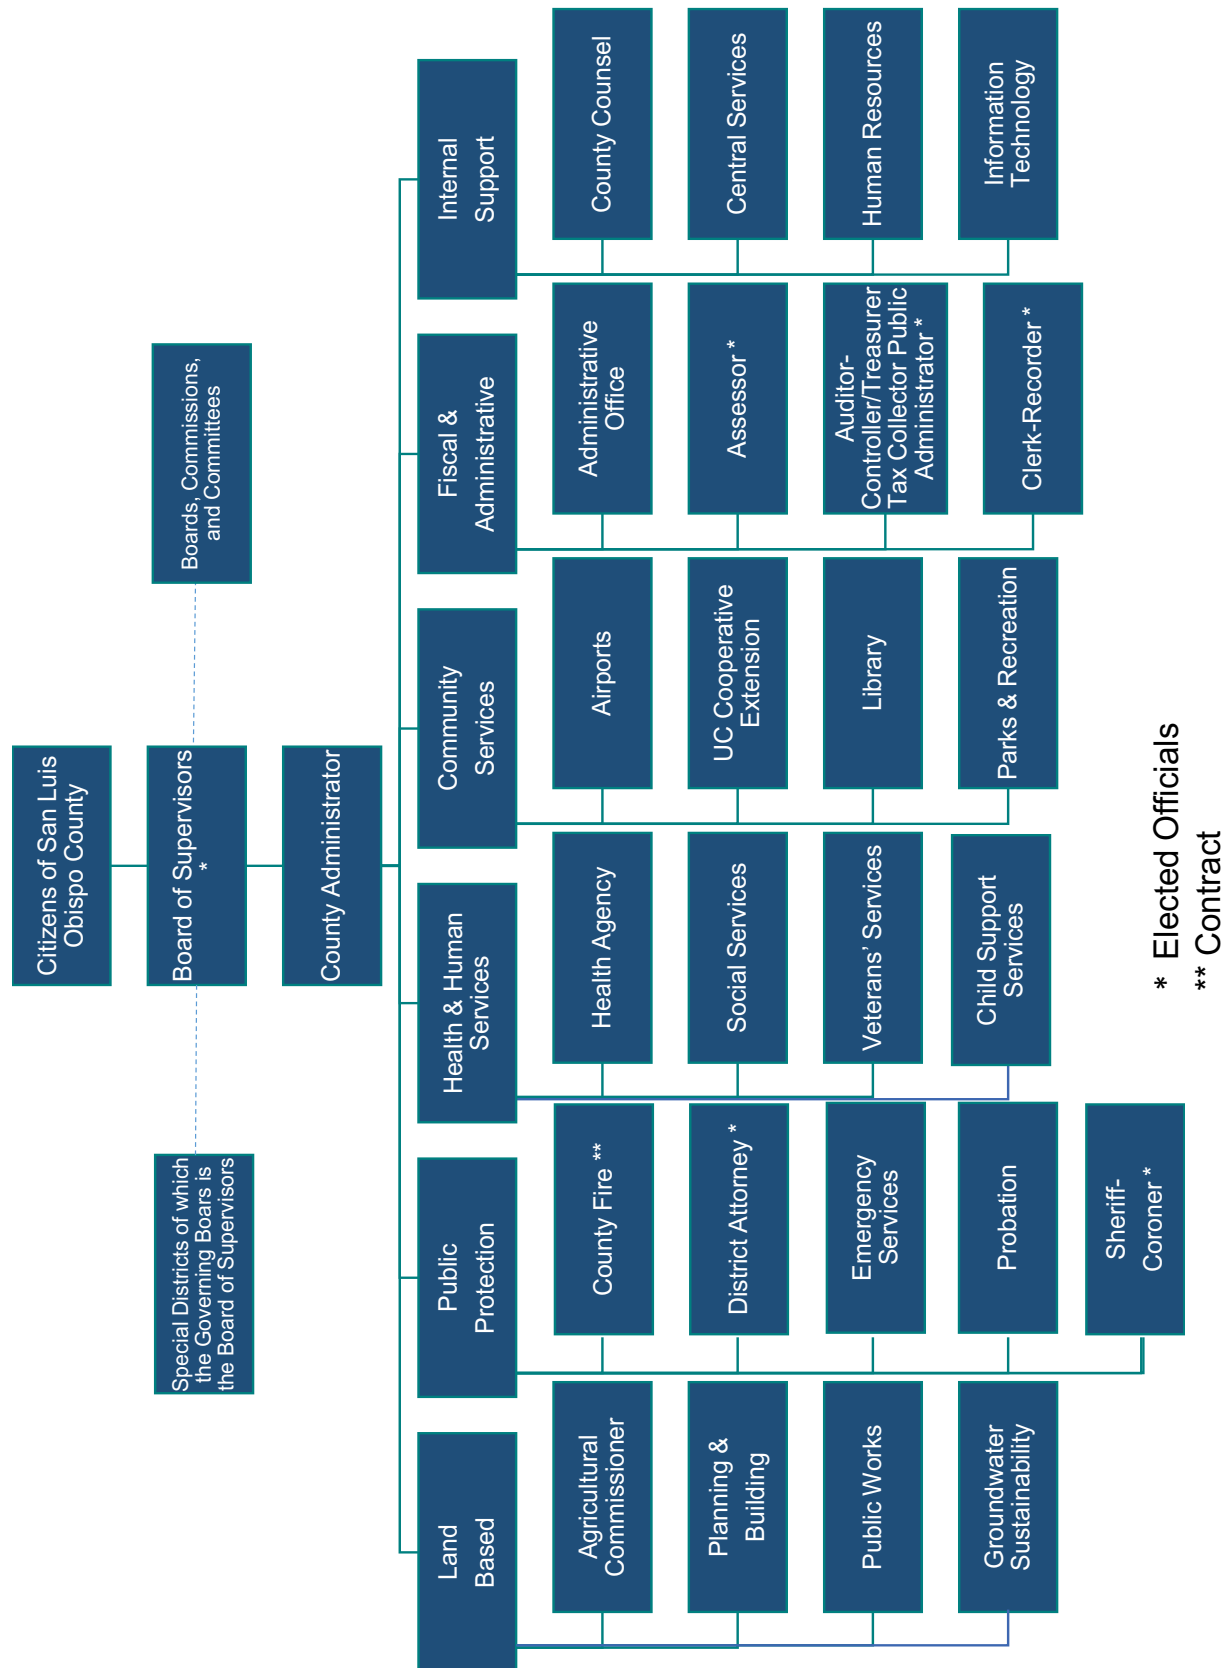 Citizens of San Luis
Obispo County
Special Districts of which
the Governing Boars is
the Board of Supervisors
Board of Supervisors
*
Boards, Commissions,
and Committees
County Administrator
Land
Based
Public
Protection
Health & Human
Services
Community
Services
Fiscal &
Administrative
Internal
Support
Agricultural
Commissioner
Planning &
Building
Public Works
Groundwater
Sustainability
County Fire **
District Attorney *
Emergency
Services
Probation
Sheriff-
Coroner *
Health Agency
Social Services
Veterans’ Services
Child Support
Services
Airports
UC Cooperative
Extension
Library
Parks & Recreation
Administrative
Office
Assessor *
Auditor-
Controller/Treasurer
Tax Collector Public
Administrator *
Clerk-Recorder *
County Counsel
Central Services
Human Resources
Information
Technology
* Elected Officials
** Contract